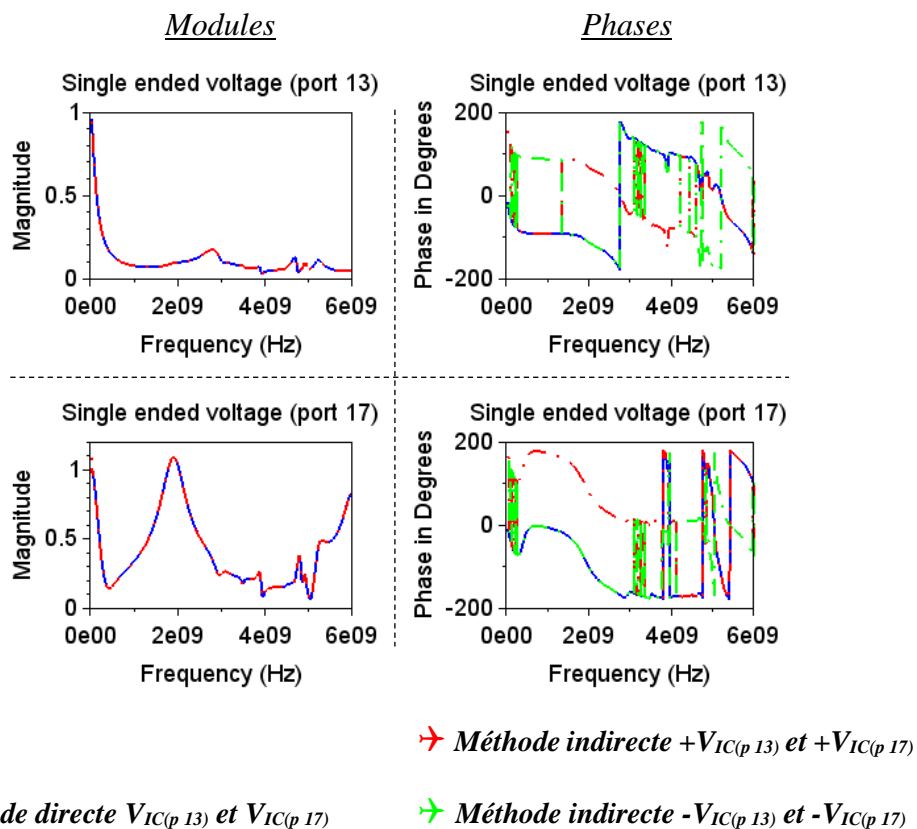 Modules
Phases
Single ended voltage (port 13)
Magnitude
1
0.5
0
0e00 2e09 4e09 6e09
Frequency (Hz)
Single ended voltage (port 13)
Phase in Degrees
200
0
-200
0e00 2e09 4e09 6e09
Frequency (Hz)
Single ended voltage (port 17)
Magnitude
1
0.5
0
0e00 2e09 4e09 6e09
Frequency (Hz)
Single ended voltage (port 17)
Phase in Degrees
200
0
-200
0e00 2e09 4e09 6e09
Frequency (Hz)
Méthode indirecte +VIC(p 13) et +VIC(p 17)
de directe VIC(p 13) et VIC(p 17)
Méthode indirecte -VIC(p 13) et -VIC(p 17)